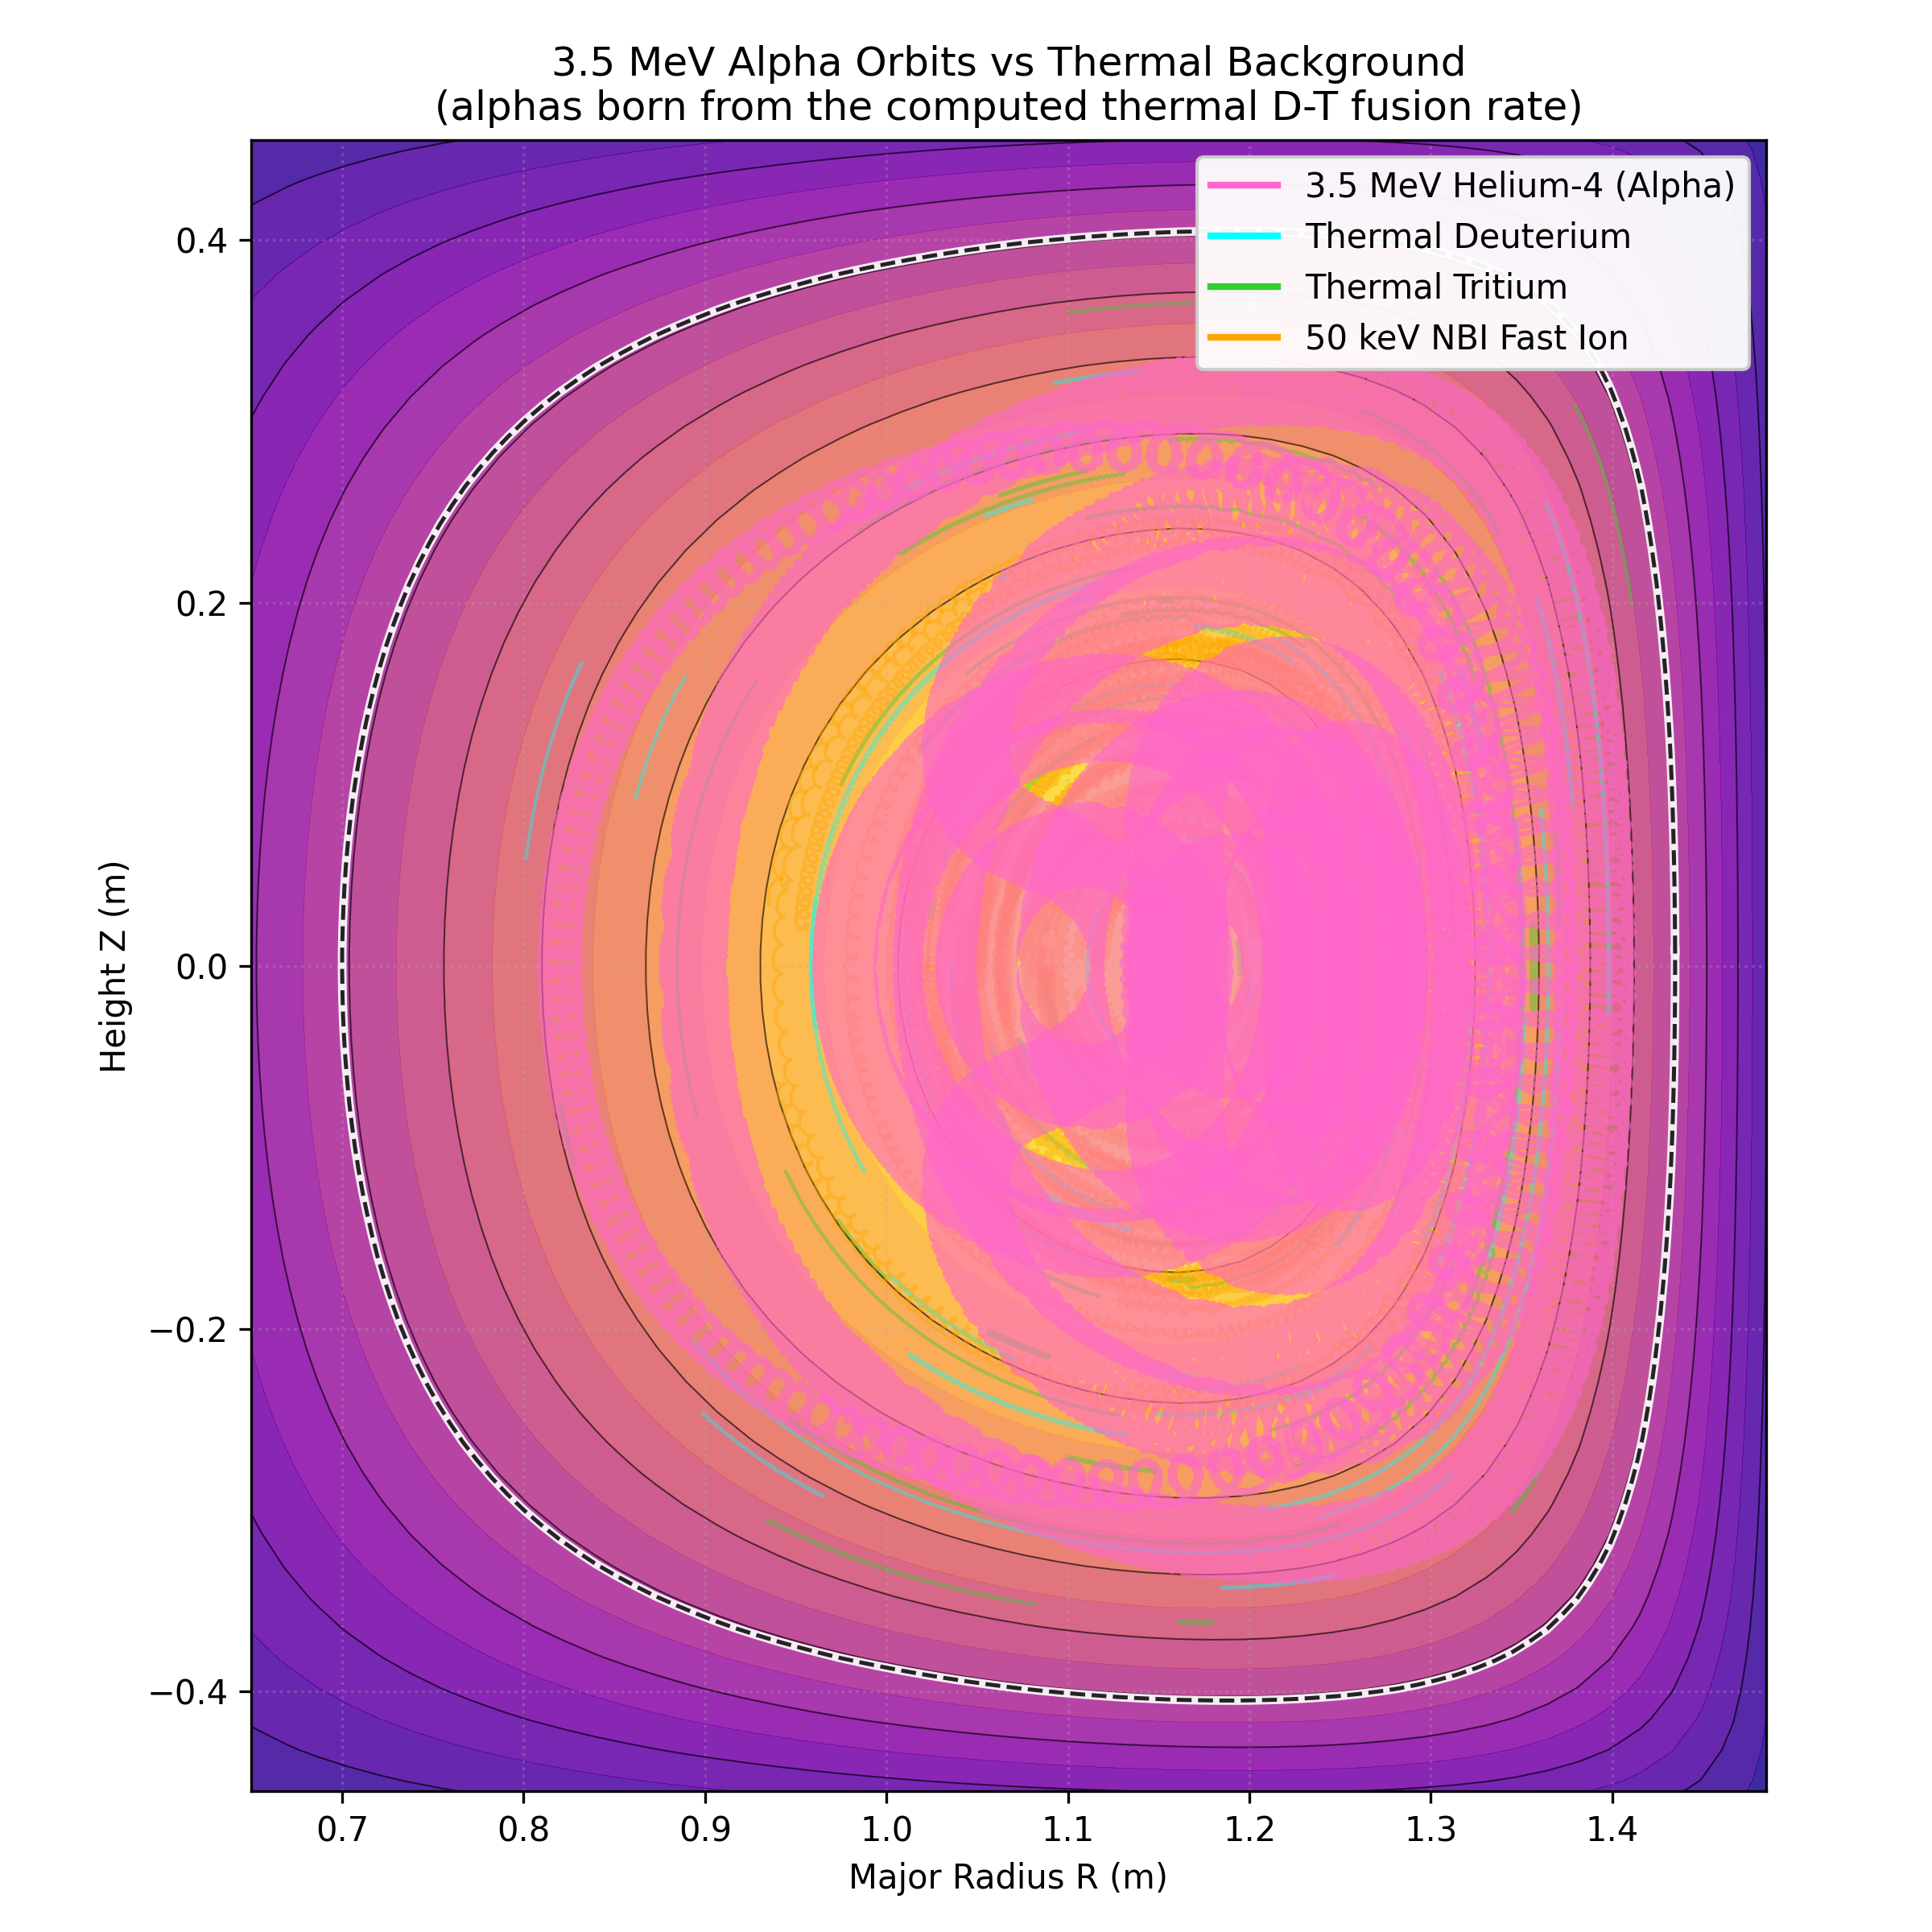 3.5 MeV Alpha Orbits vs Thermal Background
(alphas born from the computed thermal D-T fusion rate)
3.5 MeV Helium-4 (Alpha)
Thermal Deuterium
Thermal Tritium
50 keV NBI Fast Ion
Height Z (m)
0.4
0.2
0.0
−0.2
−0.4
0.7 0.8 0.9 1.0 1.1 1.2 1.3 1.4
Major Radius R (m)